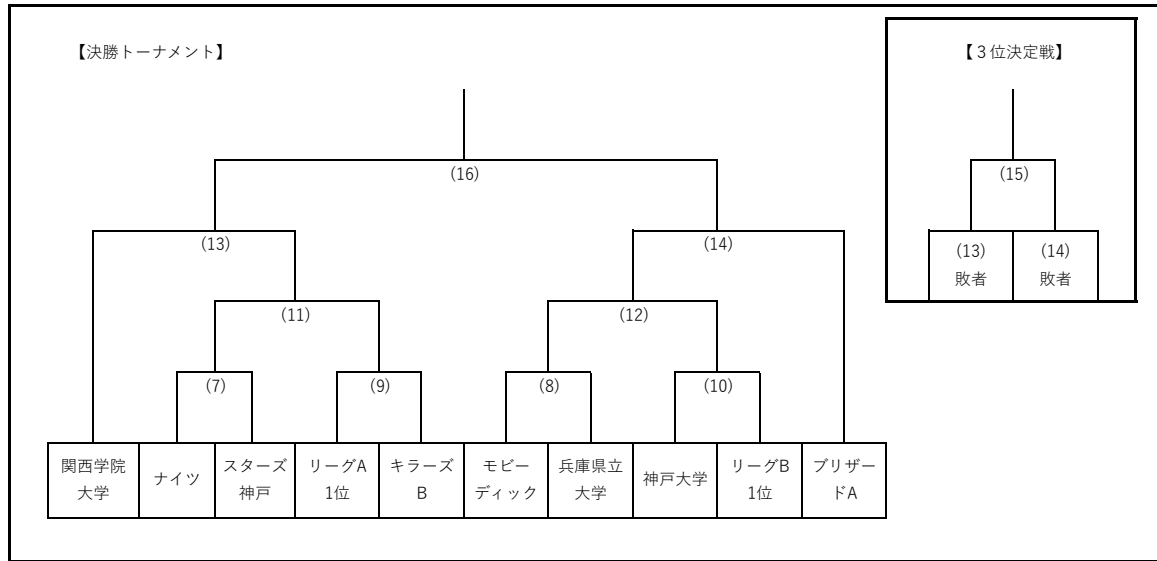 【決勝トーナメント】
【３位決定戦】
(16)
(15)
(13)
(14)
(13)
敗者
(14)
敗者
(11)
(12)
(7)
(9)
(8)
(10)
関西学院
大学
ナイツ
スターズ
神戸
リーグA
1位
キラーズ
B
モビー
ディック
兵庫県立
大学
神戸大学
リーグB
1位
ブリザー
ドA